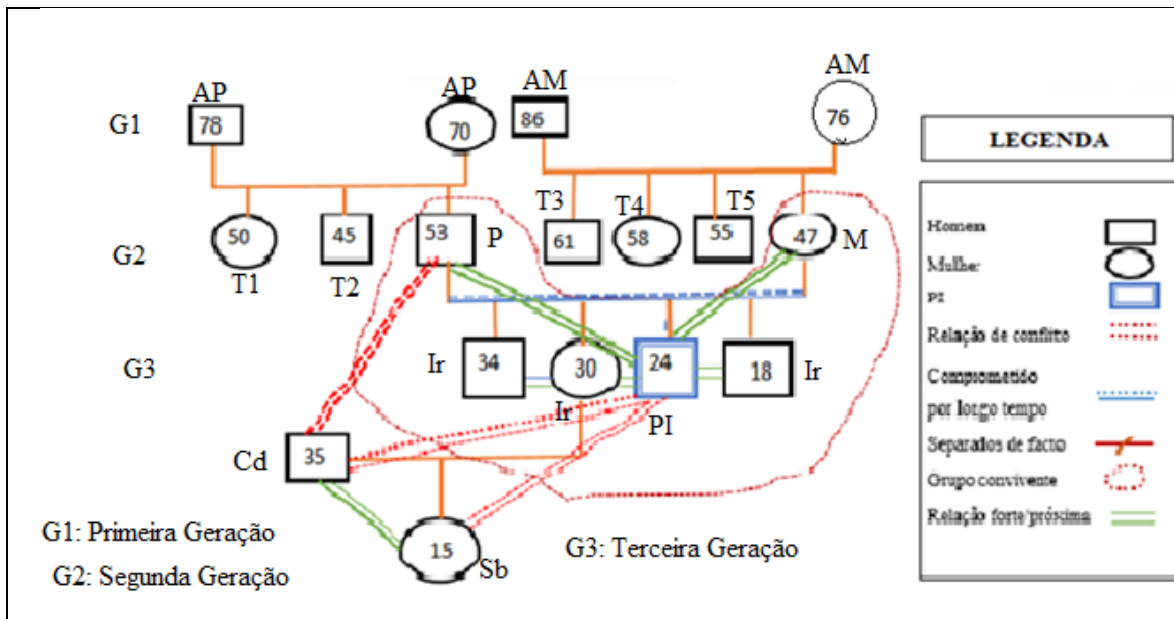 AP
AP
AM
AM
G1
78
70
86
76
LEGENDA
T3
T4
T5
G2
50
45
53
P
61
58
55
47
M
T1
T2
Homem
Mulher
PI
Relação de conflito
Comprometido
por longo tempo
Separados de facto
Grupo convivente
Relação forte/próxima
G3
Ir
34
30
24
18
Ir
Ir
PI
Cd
35
G1: Primeira Geração
G2: Segunda Geração
15
Sb
G3: Terceira Geração